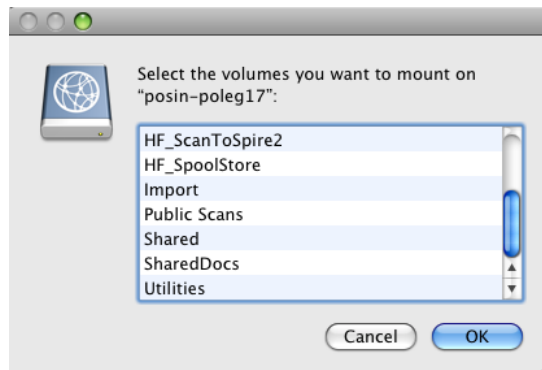 Select the volumes you want to mount on
“posin-poleg17”:
HF_ScanToSpire2
HF_SpoolStore
Import
Public Scans
Shared
SharedDocs
Utilities
Cancel OK